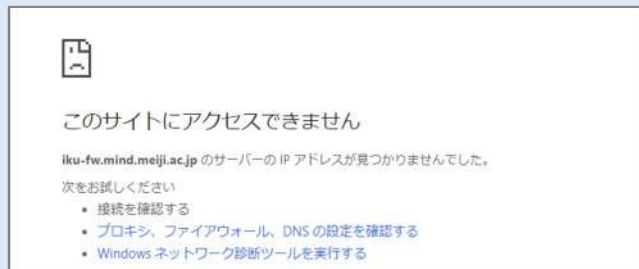 このサイトにアクセスできません
iku-fw.mind.meiji.ac.jp のサーバーの IP アドレスが見つかりませんでした。
次をお試しください
• 接続を確認する
• プロキシ、ファイアウォール、DNS の設定を確認する
• Windows ネットワーク診断ツールを実行する